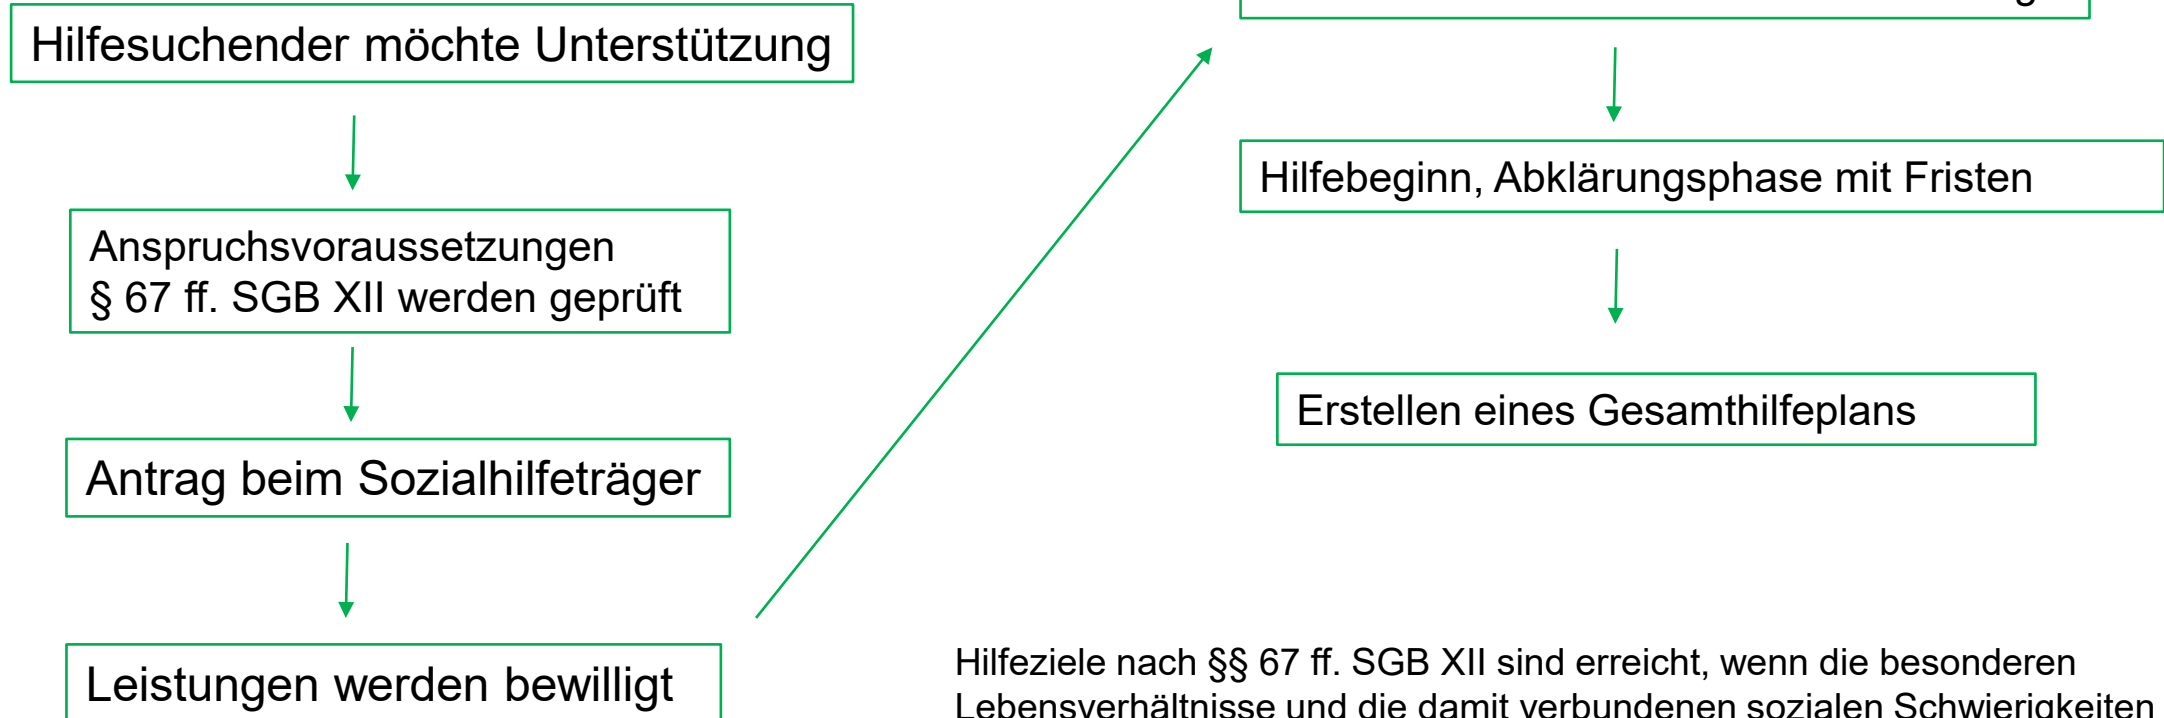 Hilfesuchender möchte Unterstützung
Anspruchsvoraussetzungen
§ 67 ff. SGB XII werden geprüft
Antrag beim Sozialhilfeträger
Leistungen werden bewilligt
Hilfebeginn, Abklärungsphase mit Fristen
Erstellen eines Gesamthilfeplans
Hilfeziele nach §§ 67 ff. SGB XII sind erreicht, wenn die besonderen
Lebensverhältnisse und die damit verbundenen sozialen Schwierigkeiten